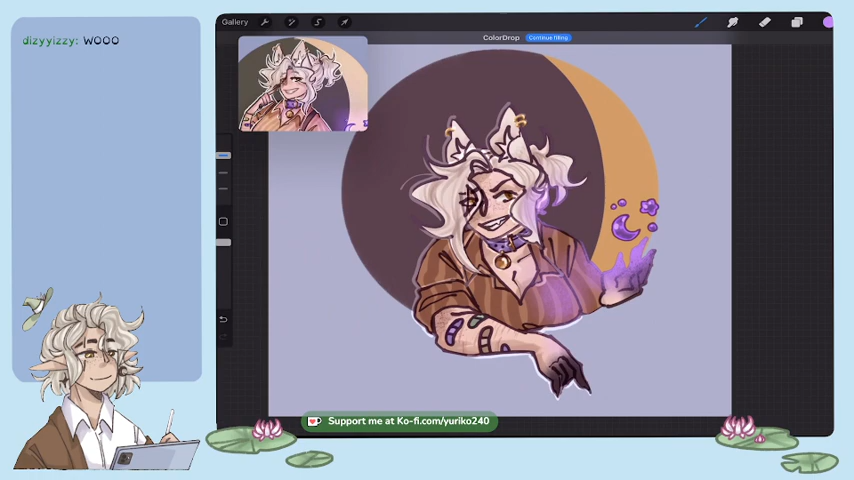 Gallery
ColorDrop Continue filling
dizyyizzy: WOOO
Support me at Ko-fi.com/yuriko240